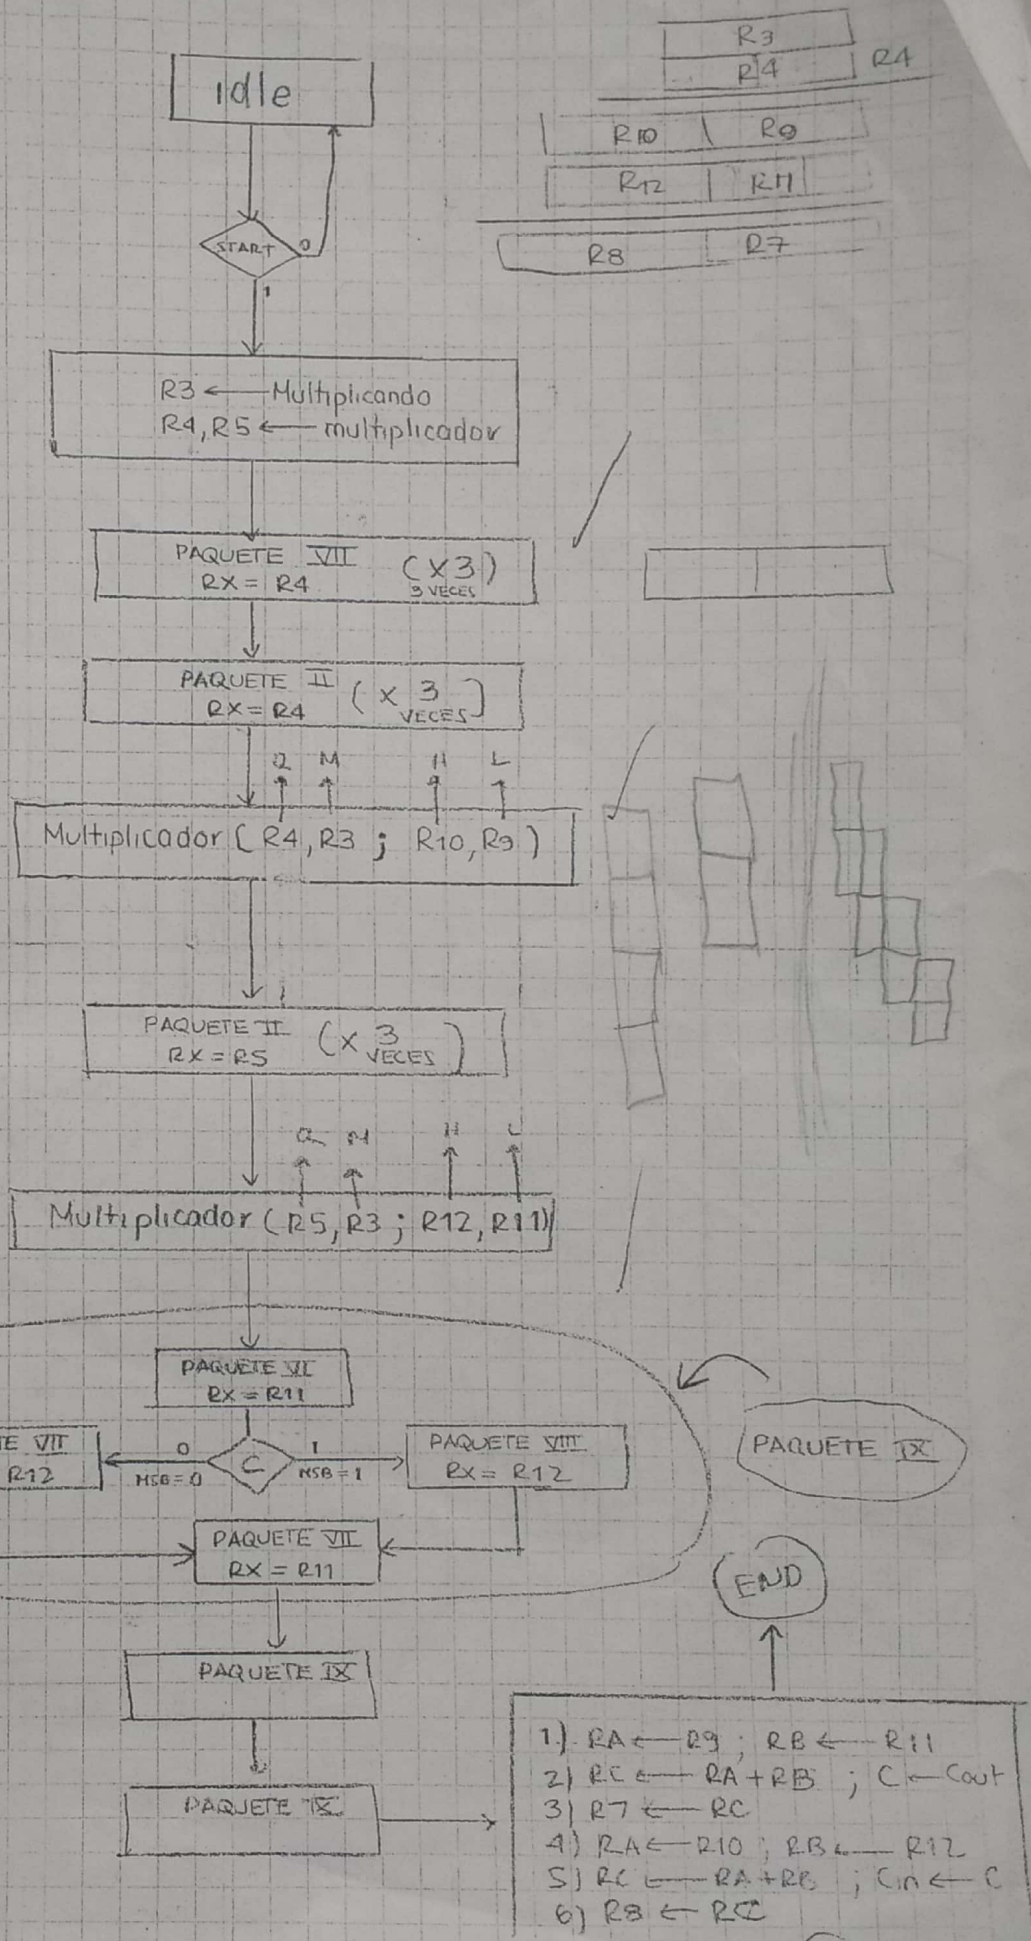 R3
R4 R4
Idle
R10 R9
R12 R11
START 0
R8 R7
1
R3 ← Multiplicando
R4, R5 ← multiplicador
PAQUETE VII (x3)
RX = R4 3 VECES
PAQUETE II (x 3
RX = R4 VECES)
Q M H L
Multiplicador (R4, R3 ; R10, R9)
PAQUETE II (x 3
RX = R5 VECES)
Q M H L
Multiplicador (R5, R3 ; R12, R11)
PAQUETE VI
RX = R11
TE VII 0 C 1 PAQUETE VIII
R12 MSB = 0 MSB = 1 RX = R12
PAQUETE IX
PAQUETE VII
RX = R11
END
PAQUETE IX
1) RA ← R9 ; RB ← R11
2) RC ← RA + RB ; C ← Cout
PAQUETE IX
3) R7 ← RC
4) RA ← R10 ; RB ← R12
5) RC ← RA + RB ; Cin ← C
6) R8 ← RC